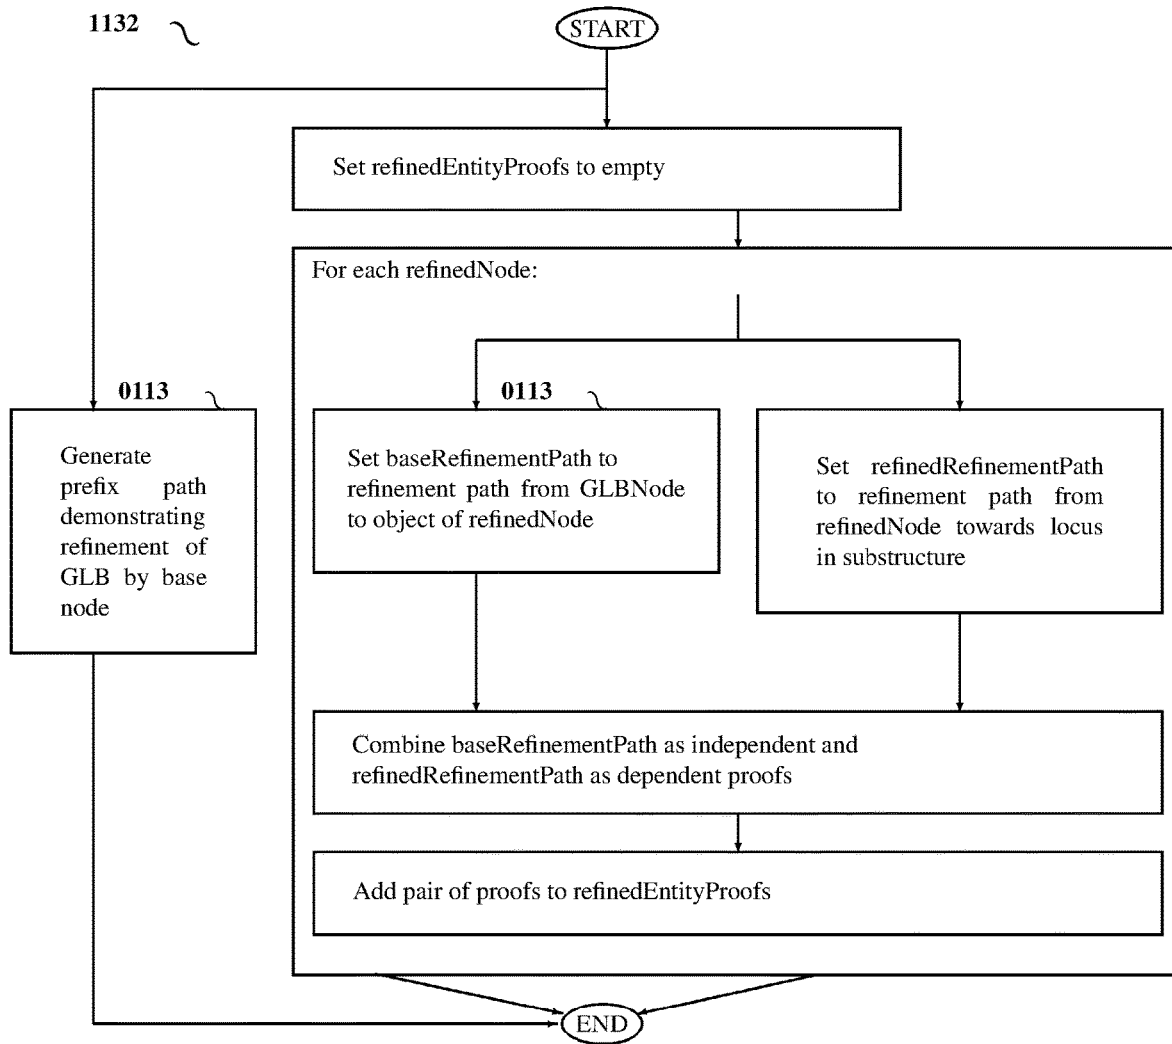 1132
START
Set refinedEntityProofs to empty
For each refinedNode:
0113
Generate
prefix path
demonstrating
refinement of
GLB by base
node
0113
Set baseRefinementPath to
refinement path from GLBNode
to object of refinedNode
Set refinedRefinementPath
to refinement path from
refinedNode towards locus
in substructure
Combine baseRefinementPath as independent and
refinedRefinementPath as dependent proofs
Add pair of proofs to refinedEntityProofs
END